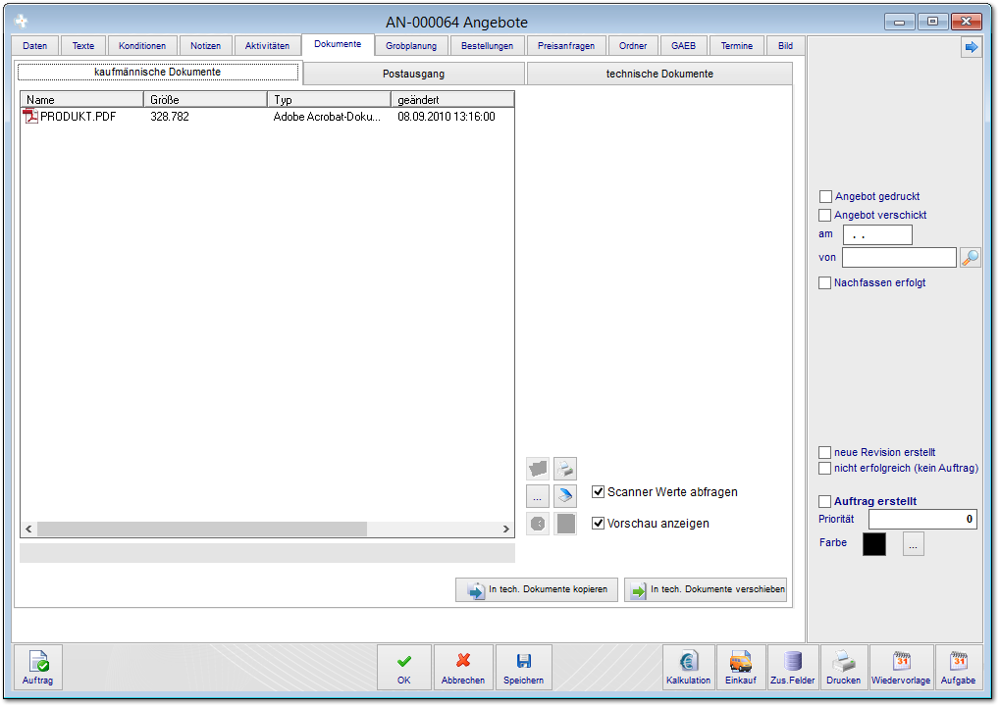 AN-000064 Angebote
Daten Texte Konditionen Notizen Aktivitäten Dokumente Grobplanung Bestellungen Preisanfragen Ordner GAEB Termine Bild
kaufmännische Dokumente Postausgang technische Dokumente
Name Größe Typ geändert
PRODUKT.PDF 328.782 Adobe Acrobat-Doku... 08.09.2010 13:16:00
Angebot gedruckt
Angebot verschickt
am . .
von
Nachfassen erfolgt
neue Revision erstellt
nicht erfolgreich (kein Auftrag)
... Scanner Werte abfragen
Auftrag erstellt
Priorität 0
Vorschau anzeigen
Farbe ...
In tech. Dokumente kopieren In tech. Dokumente verschieben
Auftrag OK Abbrechen Speichern Kalkulation Einkauf Zus.Felder Drucken Wiedervorlage Aufgabe
31 31